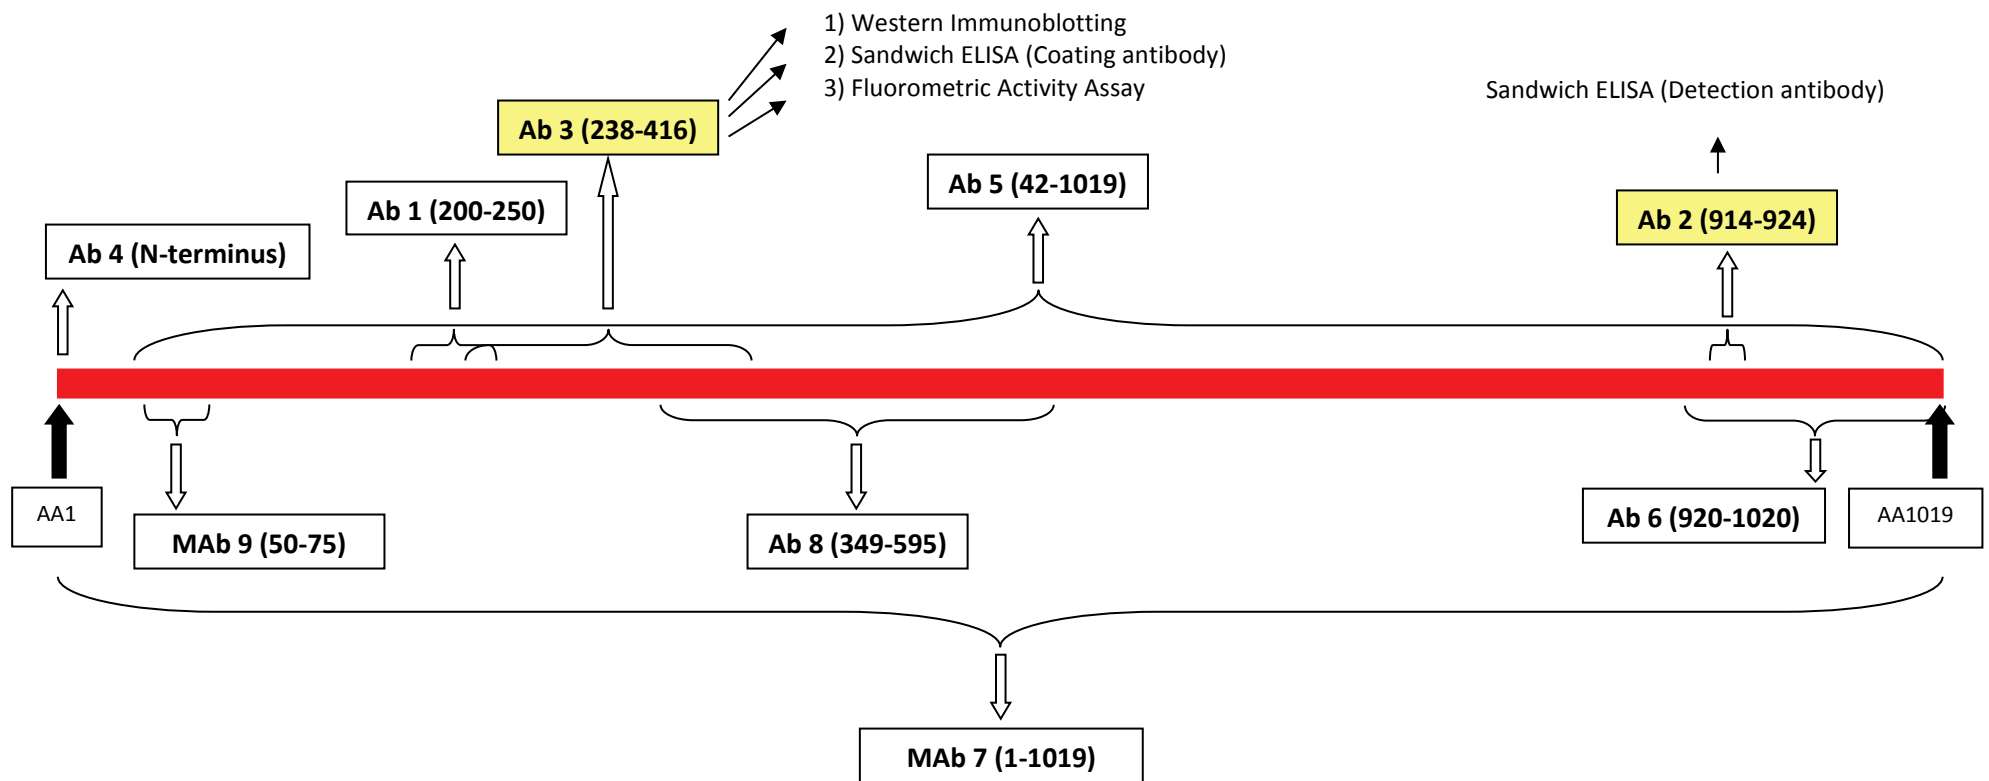 1) Western Immunoblotting
2) Sandwich ELISA (Coating antibody)
3) Fluorometric Activity Assay
Sandwich ELISA (Detection antibody)
Ab 3 (238-416)
Ab 5 (42-1019)
Ab 1 (200-250)
Ab 2 (914-924)
Ab 4 (N-terminus)
AA1
MAb 9 (50-75)
Ab 8 (349-595)
Ab 6 (920-1020)
AA1019
MAb 7 (1-1019)